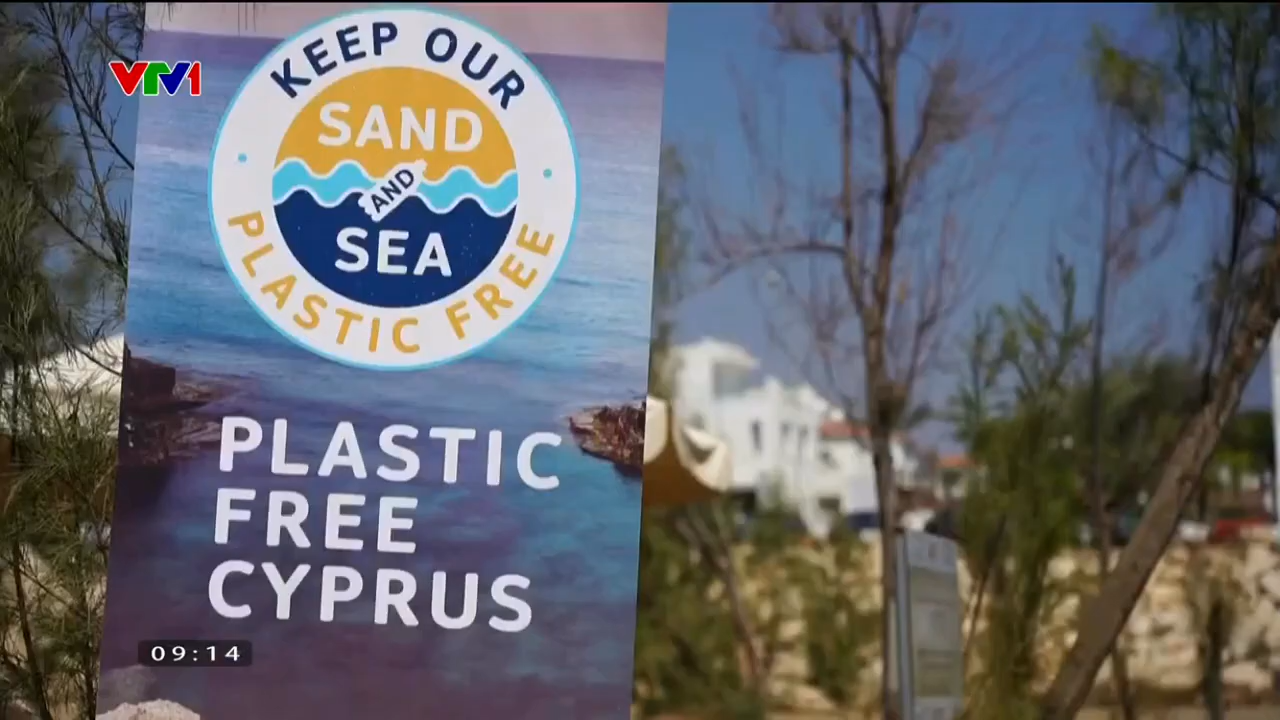 VTV1
KEEP OUR
SAND
AND
SEA
PLASTIC FREE
PLASTIC
FREE
CYPRUS
09:14